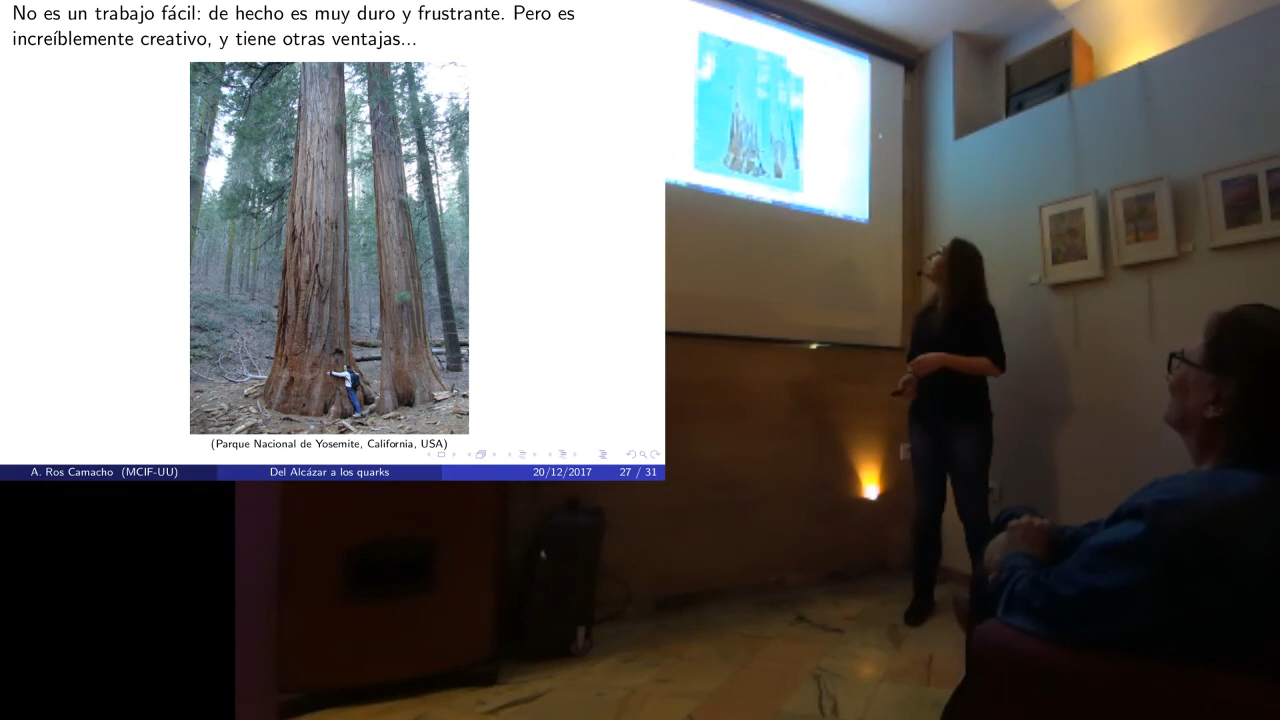 No es un trabajo fácil: de hecho es muy duro y frustrante. Pero es
increíblemente creativo, y tiene otras ventajas...
(Parque Nacional de Yosemite, California, USA)
A. Ros Camacho (MCIF-UU) Del Alcázar a los quarks 20/12/2017 27 / 31